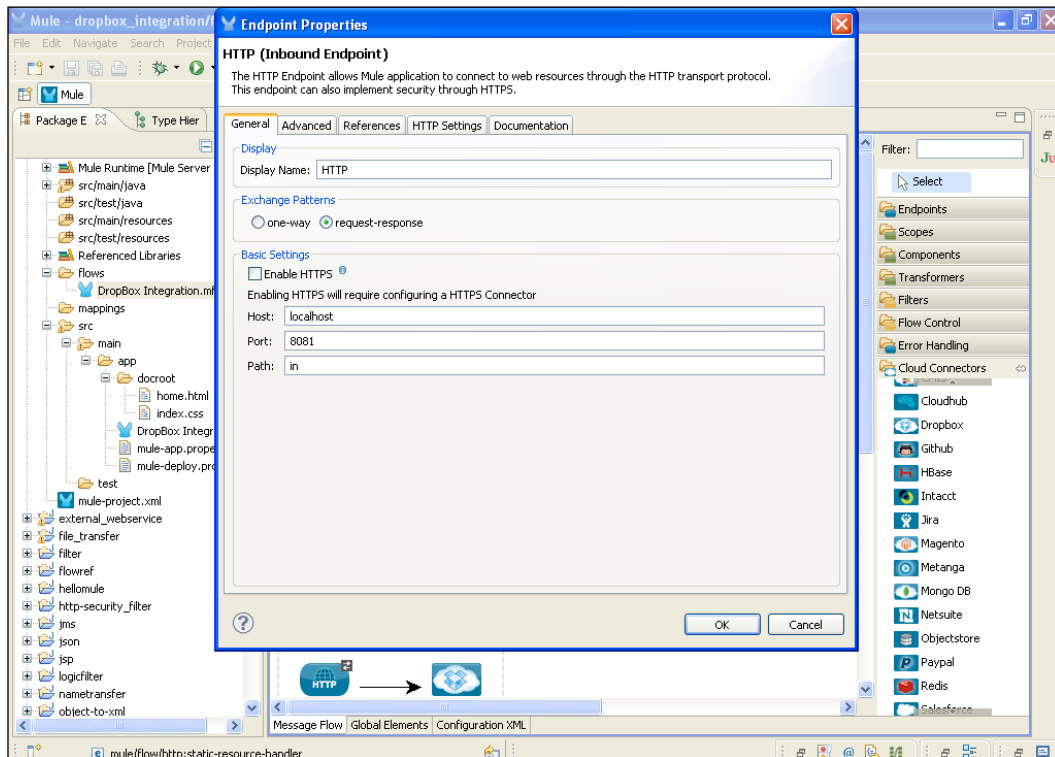 Mule - dropbox_integration/f
File Edit Navigate Search Project
Mule
Package E
Type Hier
Mule Runtime [Mule Server
src/main/java
src/test/java
src/main/resources
src/test/resources
Referenced Libraries
flows
DropBox Integration.mf
mappings
src
main
app
docroot
home.html
index.css
DropBox Integr
mule-app.prope
mule-deploy.pro
test
mule-project.xml
external_webservice
file_transfer
filter
flowref
hellomule
http-security_filter
jms
json
jsp
logicfilter
nametransfer
object-to-xml
Endpoint Properties
HTTP (Inbound Endpoint)
The HTTP Endpoint allows Mule application to connect to web resources through the HTTP transport protocol.
This endpoint can also implement security through HTTPS.
General Advanced References HTTP Settings Documentation
Display
Display Name: HTTP
Exchange Patterns
one-way request-response
Basic Settings
Enable HTTPS
Enabling HTTPS will require configuring a HTTPS Connector
Host: localhost
Port: 8081
Path: in
OK Cancel
HTTP
Message Flow Global Elements Configuration XML
Filter:
Select
Endpoints
Scopes
Components
Transformers
Filters
Flow Control
Error Handling
Cloud Connectors
Cloudhub
Dropbox
Github
HBase
Intacct
Jira
Magento
Metanga
Mongo DB
Netsuite
Objectstore
Paypal
Redis
Salesforce
Ju
mule/flow/http:static-resource-handler